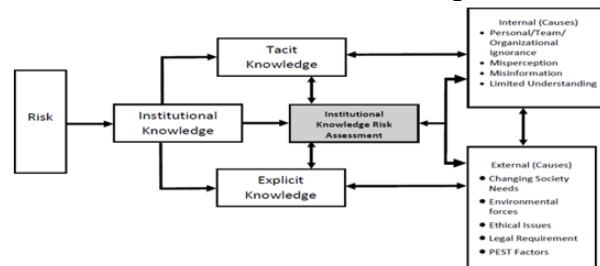 Risk
Institutional
Knowledge
Tacit
Knowledge
Institutional
Knowledge Risk
Assessment
Explicit
Knowledge
Internal (Causes)
• Personal/Team/
Organizational
Ignorance
• Misperception
• Misinformation
• Limited Understanding
External (Causes)
• Changing Society
Needs
• Environmental
forces
• Ethical Issues
• Legal Requirement
• PEST Factors